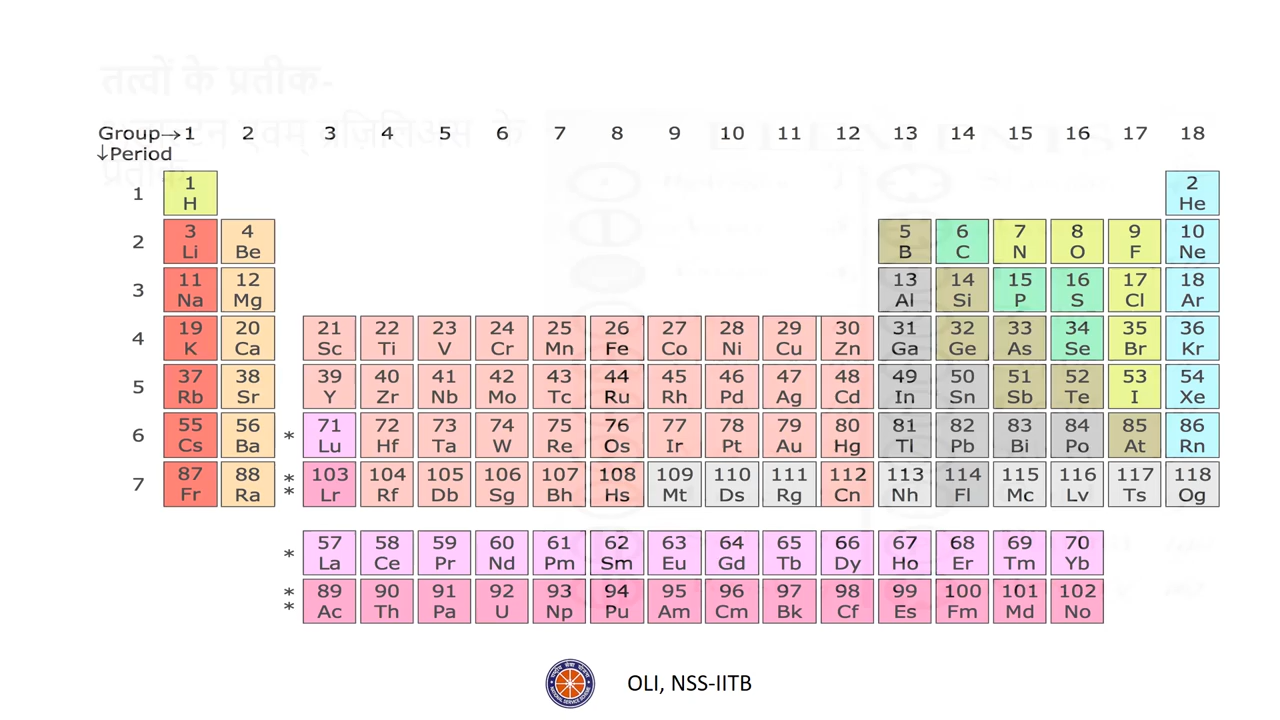 तत्वों के प्रतीक-
Group→ 1 2 3 4 5 6 7 8 9 10 11 12 13 14 15 16 17 18
↓Period
1 1 H 2 He
2 3 Li 4 Be 5 B 6 C 7 N 8 O 9 F 10 Ne
3 11 Na 12 Mg 13 Al 14 Si 15 P 16 S 17 Cl 18 Ar
4 19 K 20 Ca 21 Sc 22 Ti 23 V 24 Cr 25 Mn 26 Fe 27 Co 28 Ni 29 Cu 30 Zn 31 Ga 32 Ge 33 As 34 Se 35 Br 36 Kr
5 37 Rb 38 Sr 39 Y 40 Zr 41 Nb 42 Mo 43 Tc 44 Ru 45 Rh 46 Pd 47 Ag 48 Cd 49 In 50 Sn 51 Sb 52 Te 53 I 54 Xe
6 55 Cs 56 Ba * 71 Lu 72 Hf 73 Ta 74 W 75 Re 76 Os 77 Ir 78 Pt 79 Au 80 Hg 81 Tl 82 Pb 83 Bi 84 Po 85 At 86 Rn
7 87 Fr 88 Ra * * 103 Lr 104 Rf 105 Db 106 Sg 107 Bh 108 Hs 109 Mt 110 Ds 111 Rg 112 Cn 113 Nh 114 Fl 115 Mc 116 Lv 117 Ts 118 Og
* 57 La 58 Ce 59 Pr 60 Nd 61 Pm 62 Sm 63 Eu 64 Gd 65 Tb 66 Dy 67 Ho 68 Er 69 Tm 70 Yb
* * 89 Ac 90 Th 91 Pa 92 U 93 Np 94 Pu 95 Am 96 Cm 97 Bk 98 Cf 99 Es 100 Fm 101 Md 102 No
OLI, NSS-IITB